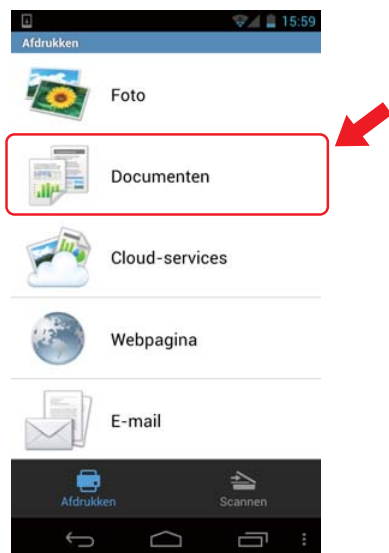 15:59
Afdrukken
Foto
Documenten
Cloud-services
Webpagina
E-mail
Afdrukken
Scannen